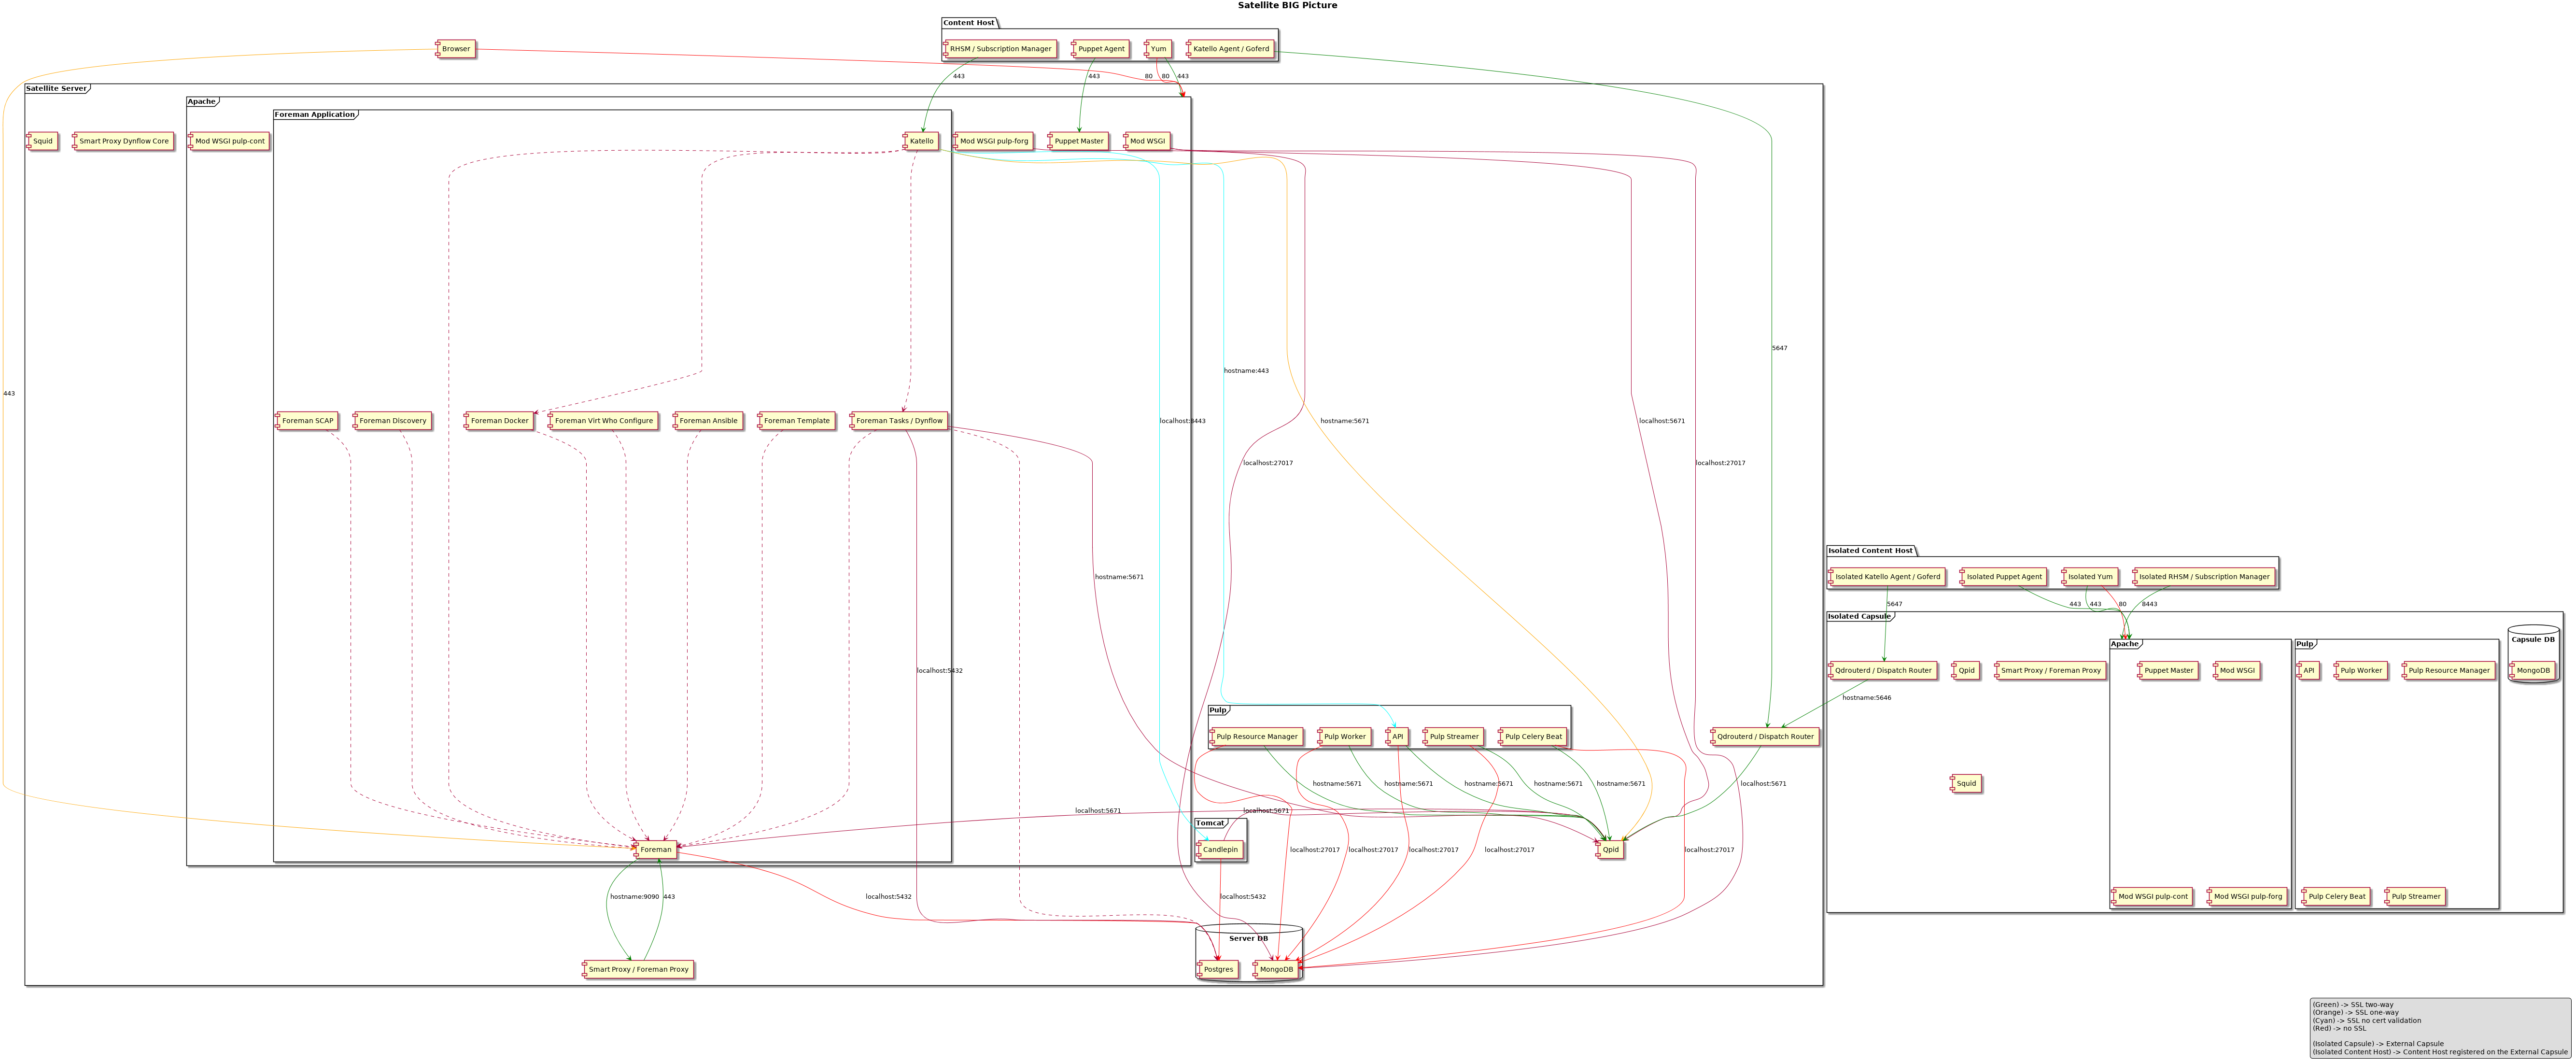 Satellite BIG Picture
Content Host
Browser
RHSM / Subscription Manager
Puppet Agent
Yum
Katello Agent / Goferd
443
443
80
80
443
Satellite Server
Apache
Foreman Application
Squid
Smart Proxy Dynflow Core
Mod WSGI pulp-cont
Katello
Mod WSGI pulp-forg
Puppet Master
Mod WSGI
5647
hostname:443
443
Foreman SCAP
Foreman Discovery
Foreman Docker
Foreman Virt Who Configure
Foreman Ansible
Foreman Template
Foreman Tasks / Dynflow
localhost:8443
hostname:5671
localhost:5671
localhost:27017
localhost:27017
Isolated Content Host
hostname:5671
Isolated Katello Agent / Goferd
Isolated Puppet Agent
Isolated Yum
Isolated RHSM / Subscription Manager
5647
443
443
80
8443
Isolated Capsule
Capsule DB
Apache
Pulp
localhost:5432
Qdrouterd / Dispatch Router
Qpid
Smart Proxy / Foreman Proxy
Puppet Master
Mod WSGI
API
Pulp Worker
Pulp Resource Manager
MongoDB
hostname:5646
Pulp
Pulp Resource Manager
Pulp Worker
API
Pulp Streamer
Pulp Celery Beat
Qdrouterd / Dispatch Router
hostname:5671
hostname:5671
hostname:5671
hostname:5671
hostname:5671
localhost:5671
Squid
localhost:5671
localhost:5671
Tomcat
Foreman
Candlepin
localhost:27017
localhost:27017
localhost:27017
localhost:27017
Qpid
localhost:27017
hostname:9090
443
localhost:5432
localhost:5432
Mod WSGI pulp-cont
Mod WSGI pulp-forg
Pulp Celery Beat
Pulp Streamer
Server DB
Smart Proxy / Foreman Proxy
Postgres
MongoDB
(Green) -> SSL two-way
(Orange) -> SSL one-way
(Cyan) -> SSL no cert validation
(Red) -> no SSL
(Isolated Capsule) -> External Capsule
(Isolated Content Host) -> Content Host registered on the External Capsule